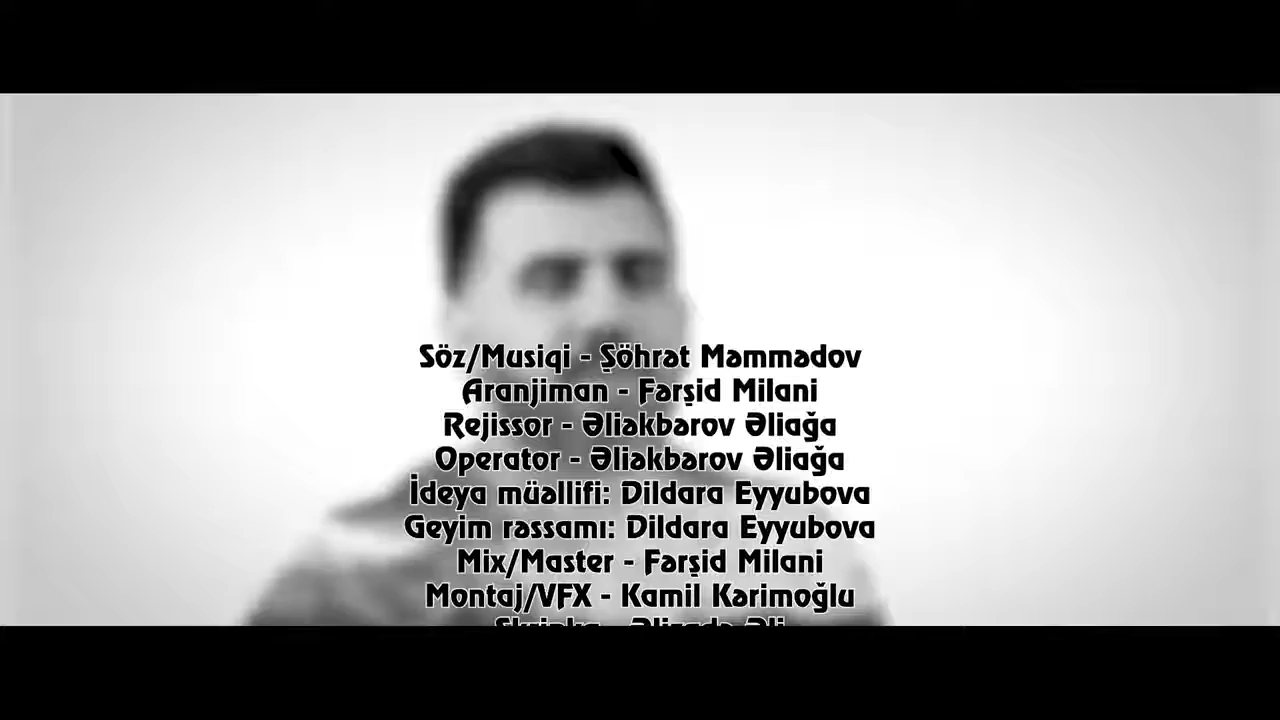 Söz/Musiqi - Şöhrət Məmmədov
Aranjiman - Fərşid Milani
Rejissor - Əliəkbərov Əliağa
Operator - Əliəkbərov Əliağa
İdeya müəllifi: Dildarə Eyyubova
Geyim rəssamı: Dildarə Eyyubova
Mix/Master - Fərşid Milani
Montaj/VFX - Kamil Kərimoğlu